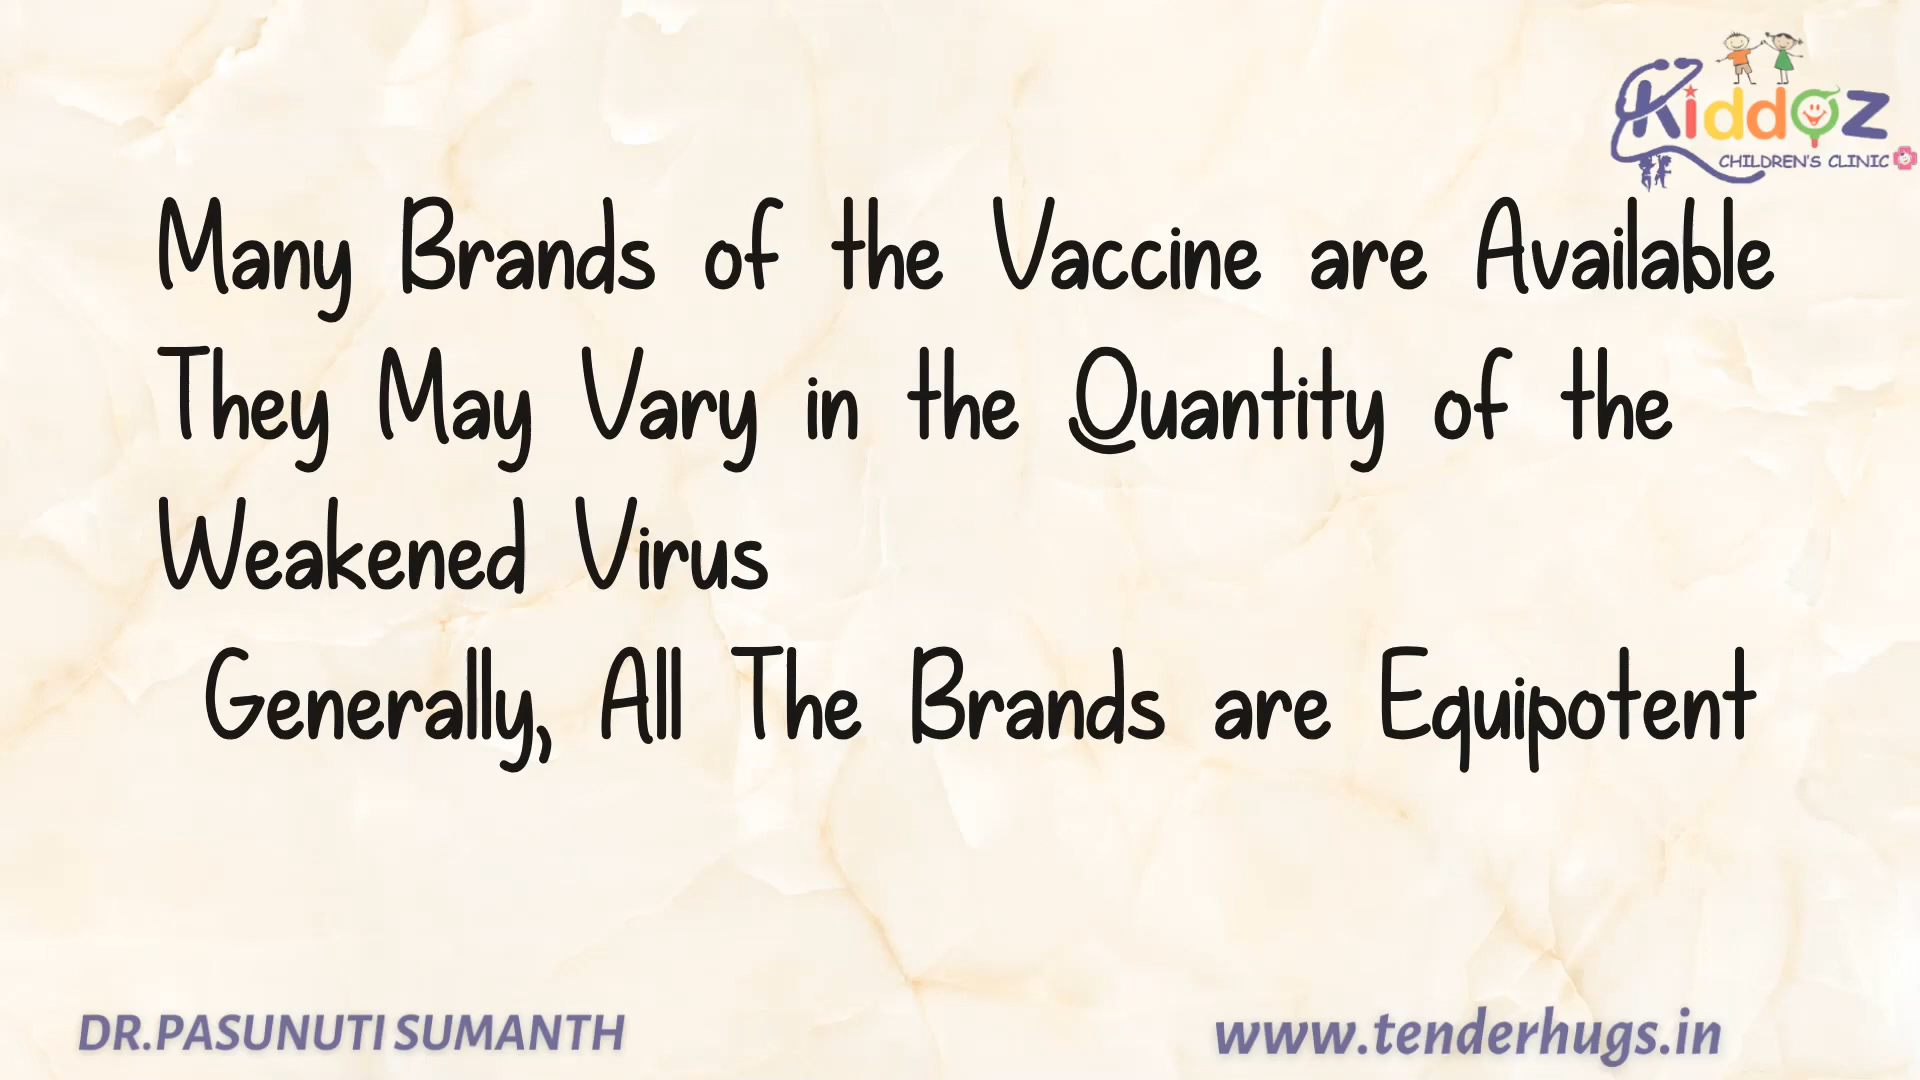 Kiddoz
CHILDREN'S CLINIC
Many Brands of the Vaccine are Available
They May Vary in the Quantity of the
Weakened Virus
Generally, All The Brands are Equipotent
DR.PASUNUTI SUMANTH
www.tenderhugs.in